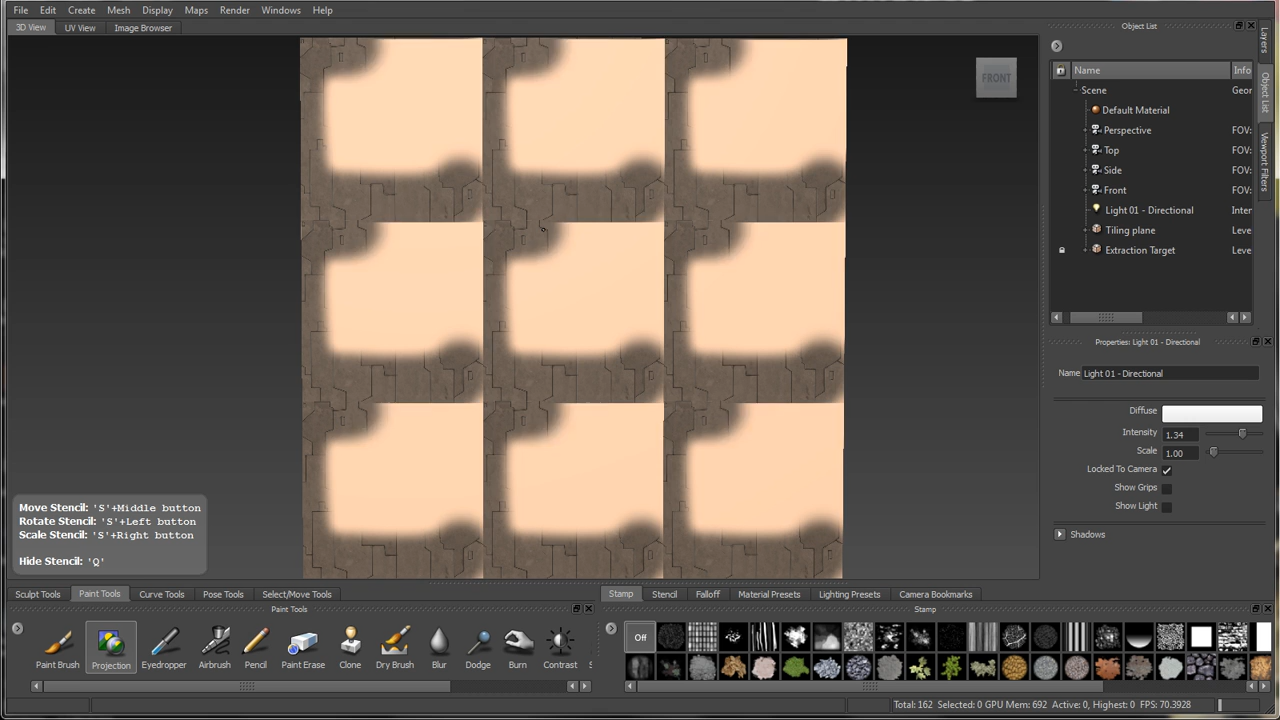 File Edit Create Mesh Display Maps Render Windows Help
3D View UV View Image Browser
Object List
FRONT
Name Info
Scene Geor
Default Material
Perspective FOV:
Top FOV:
Side FOV:
Front FOV:
Light 01 - Directional Inter
Tiling plane Leve
Extraction Target Leve
Layers
Object List
Viewport Filters
Properties: Light 01 - Directional
Name Light 01 - Directional
Diffuse
Intensity 1.34
Scale 1.00
Locked To Camera
Show Grips
Show Light
Shadows
Move Stencil: 'S'+Middle button
Rotate Stencil: 'S'+Left button
Scale Stencil: 'S'+Right button
Hide Stencil: 'Q'
Sculpt Tools Paint Tools Curve Tools Pose Tools Select/Move Tools
Stamp Stencil Falloff Material Presets Lighting Presets Camera Bookmarks
Paint Tools
Stamp
Off
Paint Brush Projection Eyedropper Airbrush Pencil Paint Erase Clone Dry Brush Blur Dodge Burn Contrast S
Total: 162 Selected: 0 GPU Mem: 692 Active: 0, Highest: 0 FPS: 70.3928